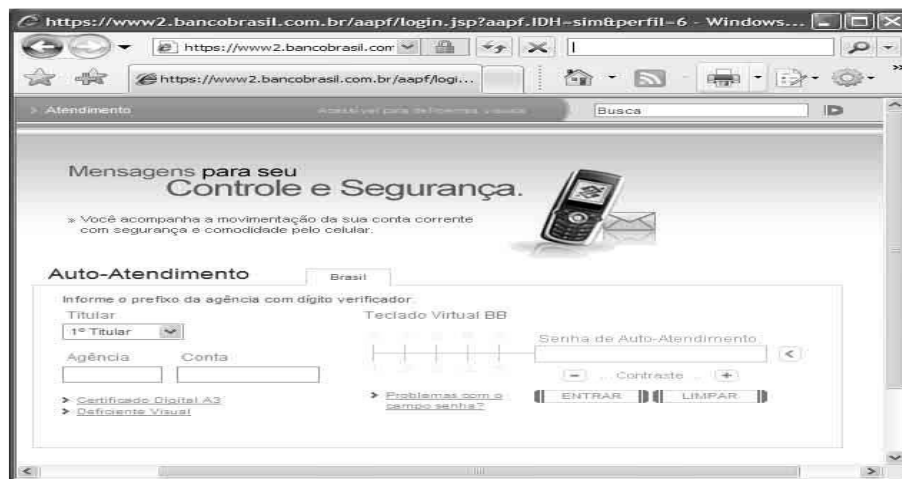 https://www2.bancobrasil.com.br/aapf/login.jsp?aapf.IDH=sim&perfil=6 - Windows...
https://www2.bancobrasil.com
https://www2.bancobrasil.com.br/aapf/logi...
Atendimento
Acessível para deficientes visuais
Busca
Mensagens para seu
Controle e Segurança.
» Você acompanha a movimentação da sua conta corrente
com segurança e comodidade pelo celular.
Auto-Atendimento
Brasil
Informe o prefixo da agência com dígito verificador
Titular
Teclado Virtual BB
1º Titular
Senha de Auto-Atendimento
Agência Conta
- ... Contraste ... +
> Certificado Digital A3
> Deficiente Visual
> Problemas com o
campo senha?
ENTRAR
LIMPAR